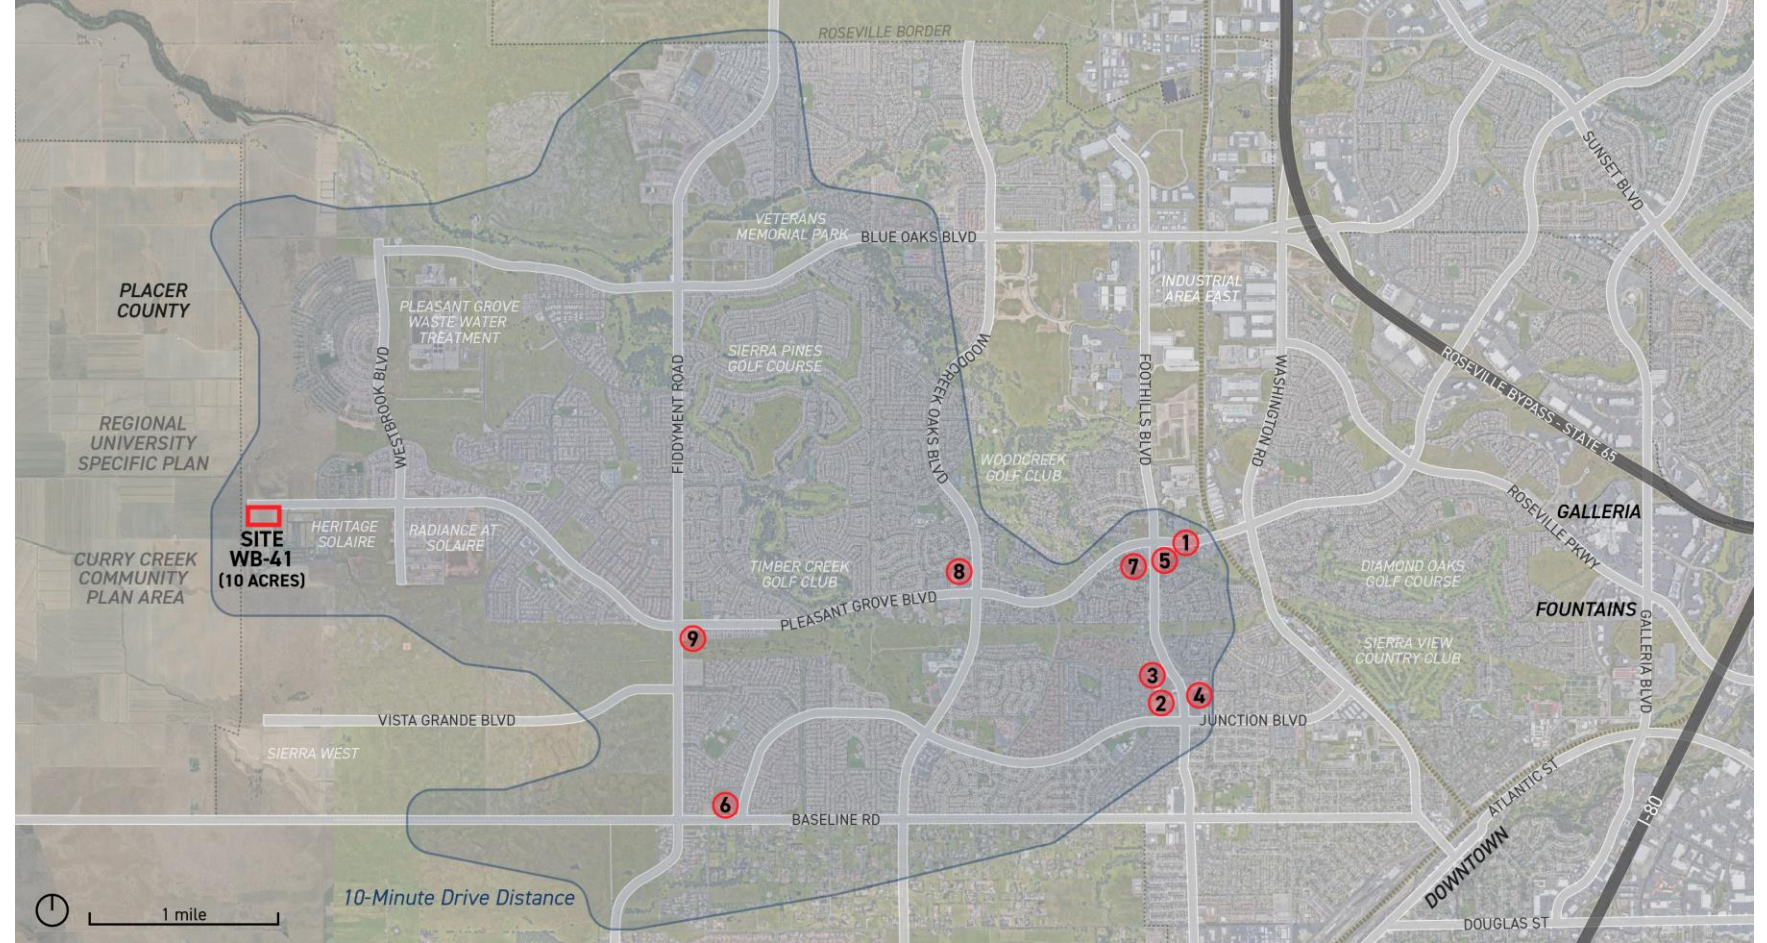 ROSEVILLE BORDER
SUNSET BLVD
VETERANS
MEMORIAL PARK
BLUE OAKS BLVD
PLACER
COUNTY
PLEASANT GROVE
WASTE WATER
TREATMENT
INDUSTRIAL
AREA EAST
SIERRA PINES
GOLF COURSE
WESTBROOK BLVD
FIDDYMENT ROAD
WOODCREEK OAKS BLVD
FOOTHILLS BLVD
WASHINGTON RD
ROSEVILLE BYPASS - STATE 65
REGIONAL
UNIVERSITY
SPECIFIC PLAN
WOODCREEK
GOLF CLUB
ROSEVILLE PKWY
GALLERIA
SITE
WB-41
(10 ACRES)
HERITAGE
SOLAIRE
RADIANCE AT
SOLAIRE
CURRY CREEK
COMMUNITY
PLAN AREA
TIMBER CREEK
GOLF CLUB
8
7
5
1
DIAMOND OAKS
GOLF COURSE
PLEASANT GROVE BLVD
FOUNTAINS
9
SIERRA VIEW
COUNTRY CLUB
GALLERIA BLVD
3
2
4
VISTA GRANDE BLVD
JUNCTION BLVD
SIERRA WEST
6
BASELINE RD
ATLANTIC ST
I-80
DOWNTOWN
10-Minute Drive Distance
1 mile
DOUGLAS ST